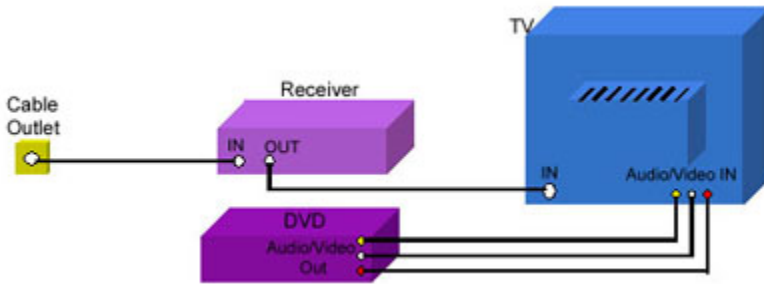 TV
Receiver
Cable
Outlet
IN
OUT
IN
Audio/Video IN
DVD
Audio/Video
Out